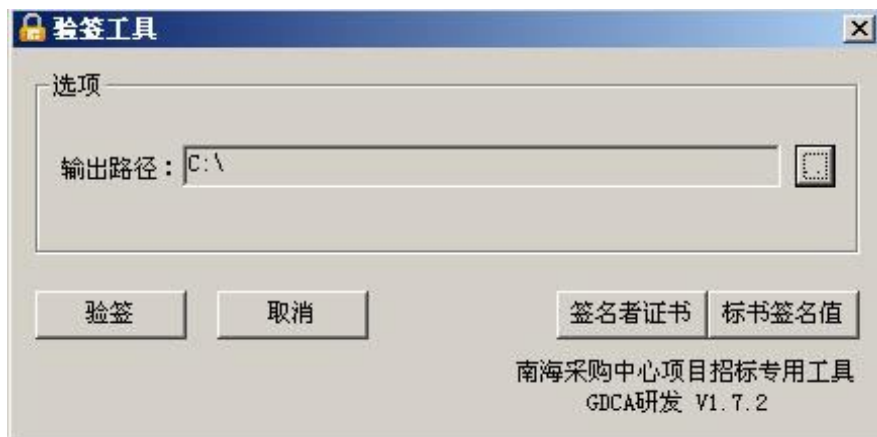 验签工具
选项
输出路径：C:\
验签 取消 签名者证书 标书签名值
南海采购中心项目招标专用工具
GDCA研发 V1.7.2